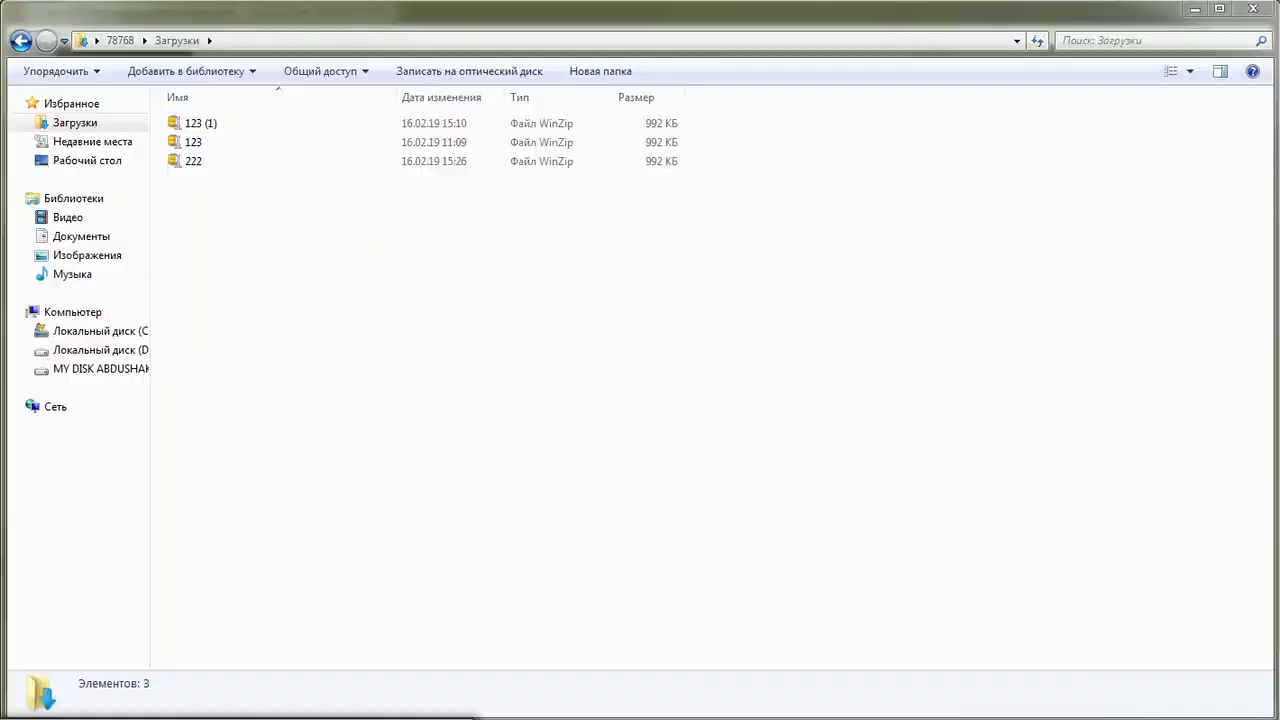 78768 Загрузки
Поиск: Загрузки
Упорядочить Добавить в библиотеку Общий доступ Записать на оптический диск Новая папка
Имя Дата изменения Тип Размер
123 (1) 16.02.19 15:10 Файл WinZip 992 КБ
123 16.02.19 11:09 Файл WinZip 992 КБ
222 16.02.19 15:26 Файл WinZip 992 КБ
Избранное
Загрузки
Недавние места
Рабочий стол
Библиотеки
Видео
Документы
Изображения
Музыка
Компьютер
Локальный диск (C
Локальный диск (D
MY DISK ABDUSHAK
Сеть
Элементов: 3